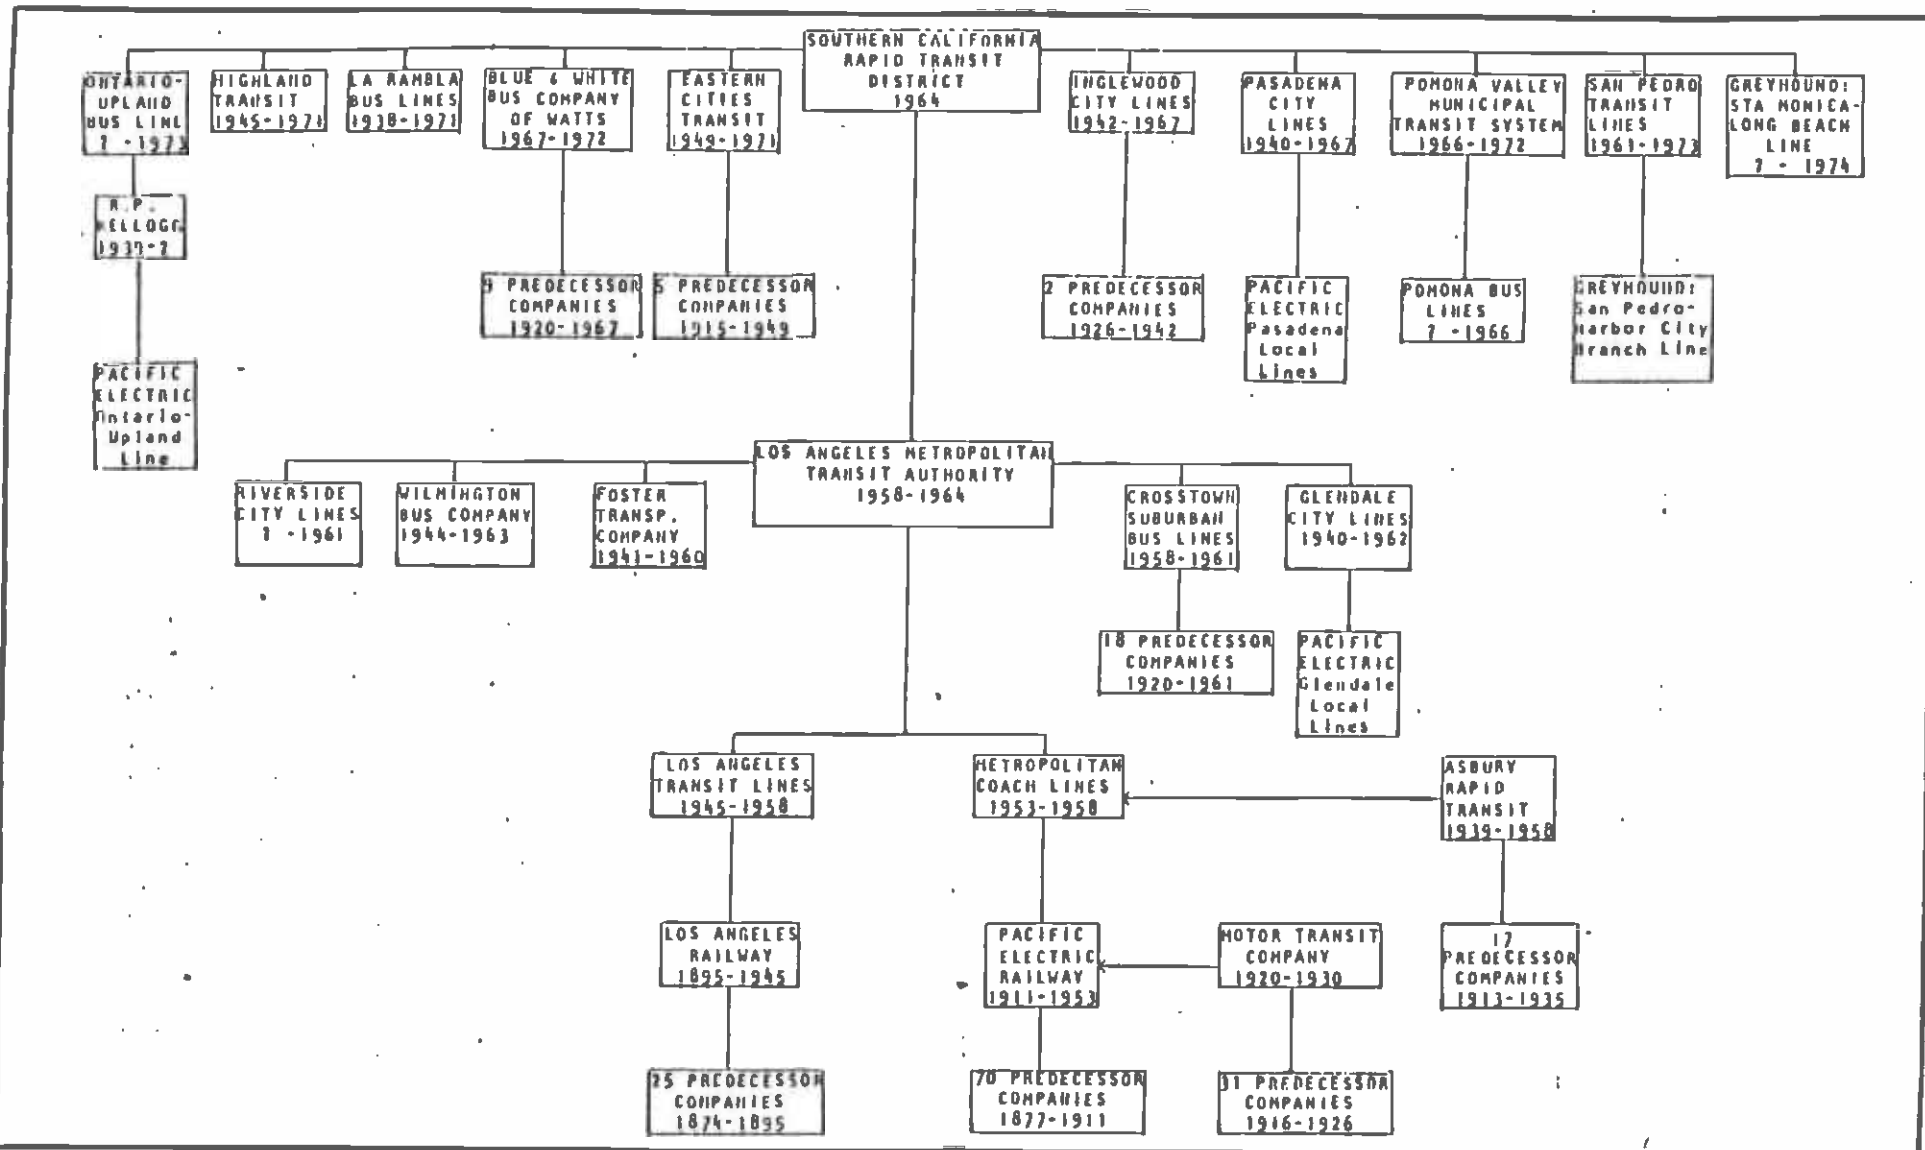 SOUTHERN CALIFORNIA
RAPID TRANSIT
DISTRICT
1964
ONTARIO-
UPLAND
BUS LINE
? - 1973
HIGHLAND
TRANSIT
1945-1971
LA RAMBLA
BUS LINES
1938-1971
BLUE & WHITE
BUS COMPANY
OF WATTS
1967-1972
EASTERN
CITIES
TRANSIT
1949-1971
INGLEWOOD
CITY LINES
1942-1967
PASADENA
CITY
LINES
1940-1967
POMONA VALLEY
MUNICIPAL
TRANSIT SYSTEM
1966-1972
SAN PEDRO
TRANSIT
LINES
1961-1973
GREYHOUND:
STA MONICA-
LONG BEACH
LINE
? - 1974
R.P.
KELLOGG
1937-?
9 PREDECESSOR
COMPANIES
1920-1967
5 PREDECESSOR
COMPANIES
1915-1949
2 PREDECESSOR
COMPANIES
1926-1942
PACIFIC
ELECTRIC
Pasadena
Local
Lines
POMONA BUS
LINES
? -1966
GREYHOUND:
San Pedro-
Harbor City
Branch Line
PACIFIC
ELECTRIC
Ontario-
Upland
Line
LOS ANGELES METROPOLITAN
TRANSIT AUTHORITY
1958-1964
RIVERSIDE
CITY LINES
? -1961
WILMINGTON
BUS COMPANY
1944-1963
FOSTER
TRANSP.
COMPANY
1941-1960
CROSSTOWN
SUBURBAN
BUS LINES
1958-1961
GLENDALE
CITY LINES
1940-1962
18 PREDECESSOR
COMPANIES
1920-1961
PACIFIC
ELECTRIC
Glendale
Local
Lines
LOS ANGELES
TRANSIT LINES
1945-1958
METROPOLITAN
COACH LINES
1953-1958
ASBURY
RAPID
TRANSIT
1939-1958
LOS ANGELES
RAILWAY
1895-1945
PACIFIC
ELECTRIC
RAILWAY
1911-1953
MOTOR TRANSIT
COMPANY
1920-1930
17
PREDECESSOR
COMPANIES
1913-1935
25 PREDECESSOR
COMPANIES
1874-1895
70 PREDECESSOR
COMPANIES
1877-1911
31 PREDECESSOR
COMPANIES
1916-1926